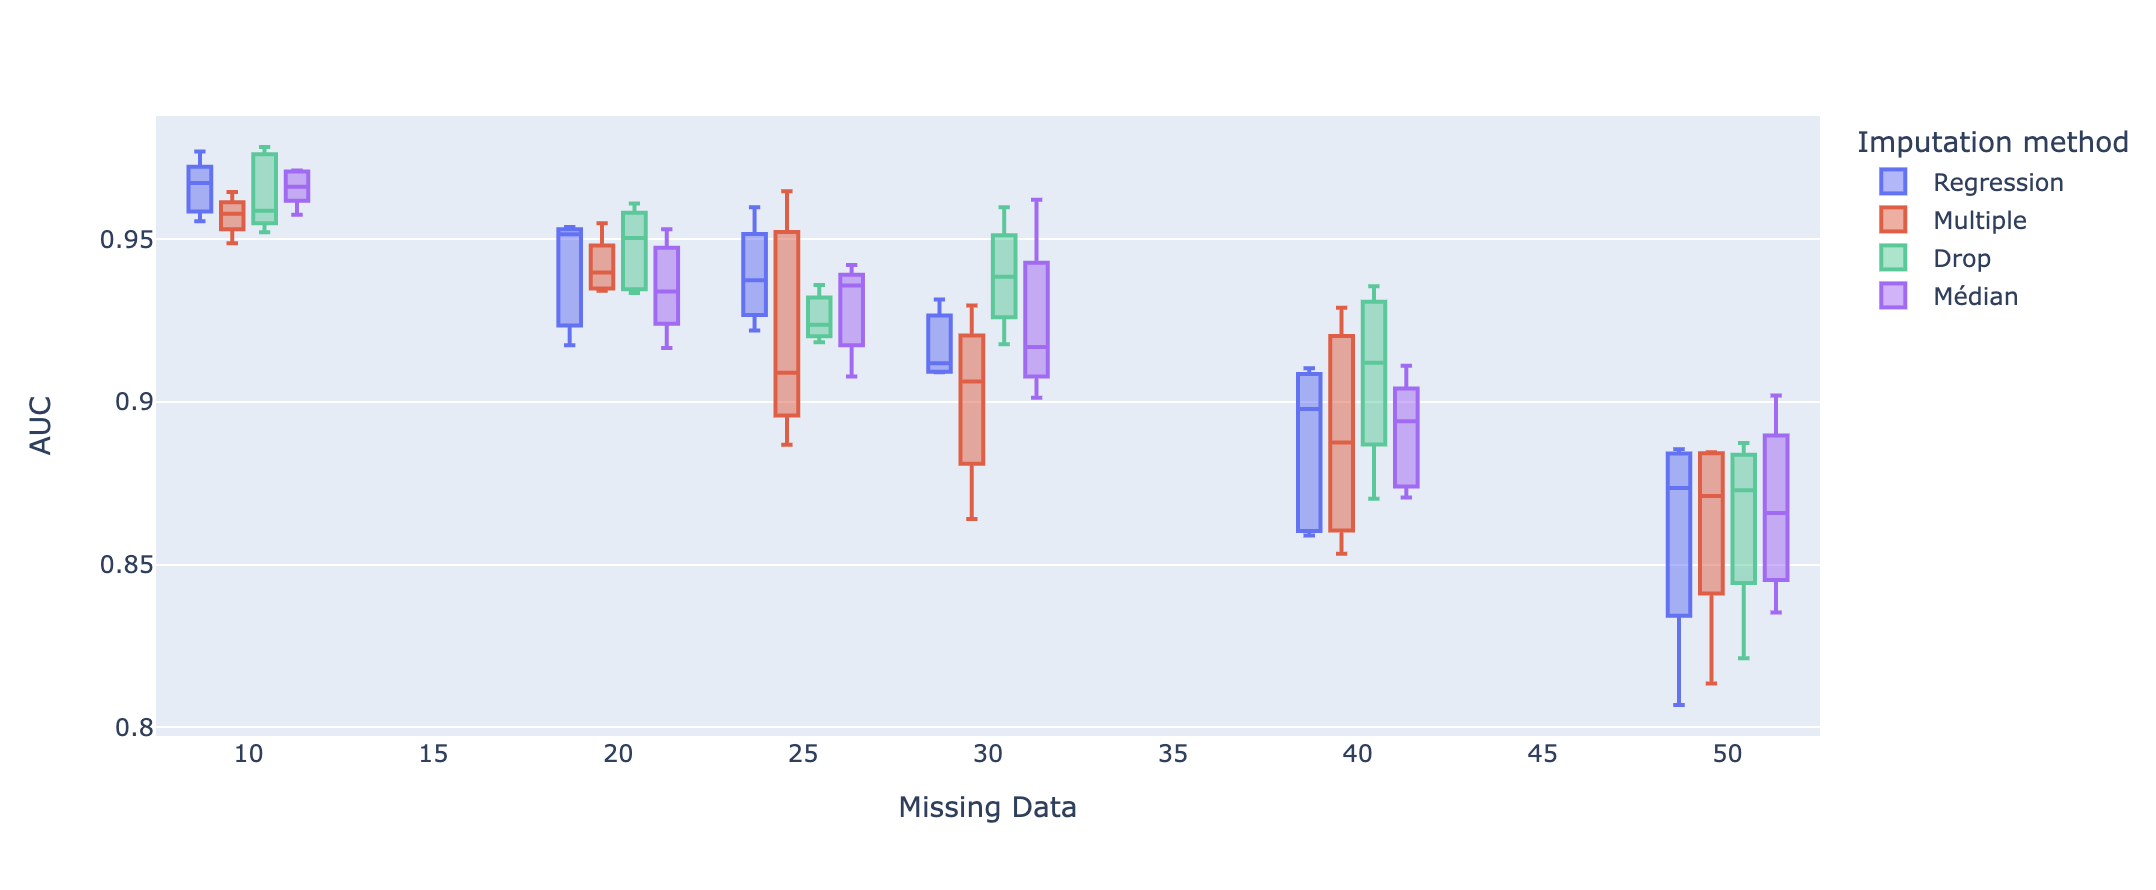 Imputation method
Regression
Multiple
Drop
Médian
AUC
0.95
0.9
0.85
0.8
10 15 20 25 30 35 40 45 50
Missing Data